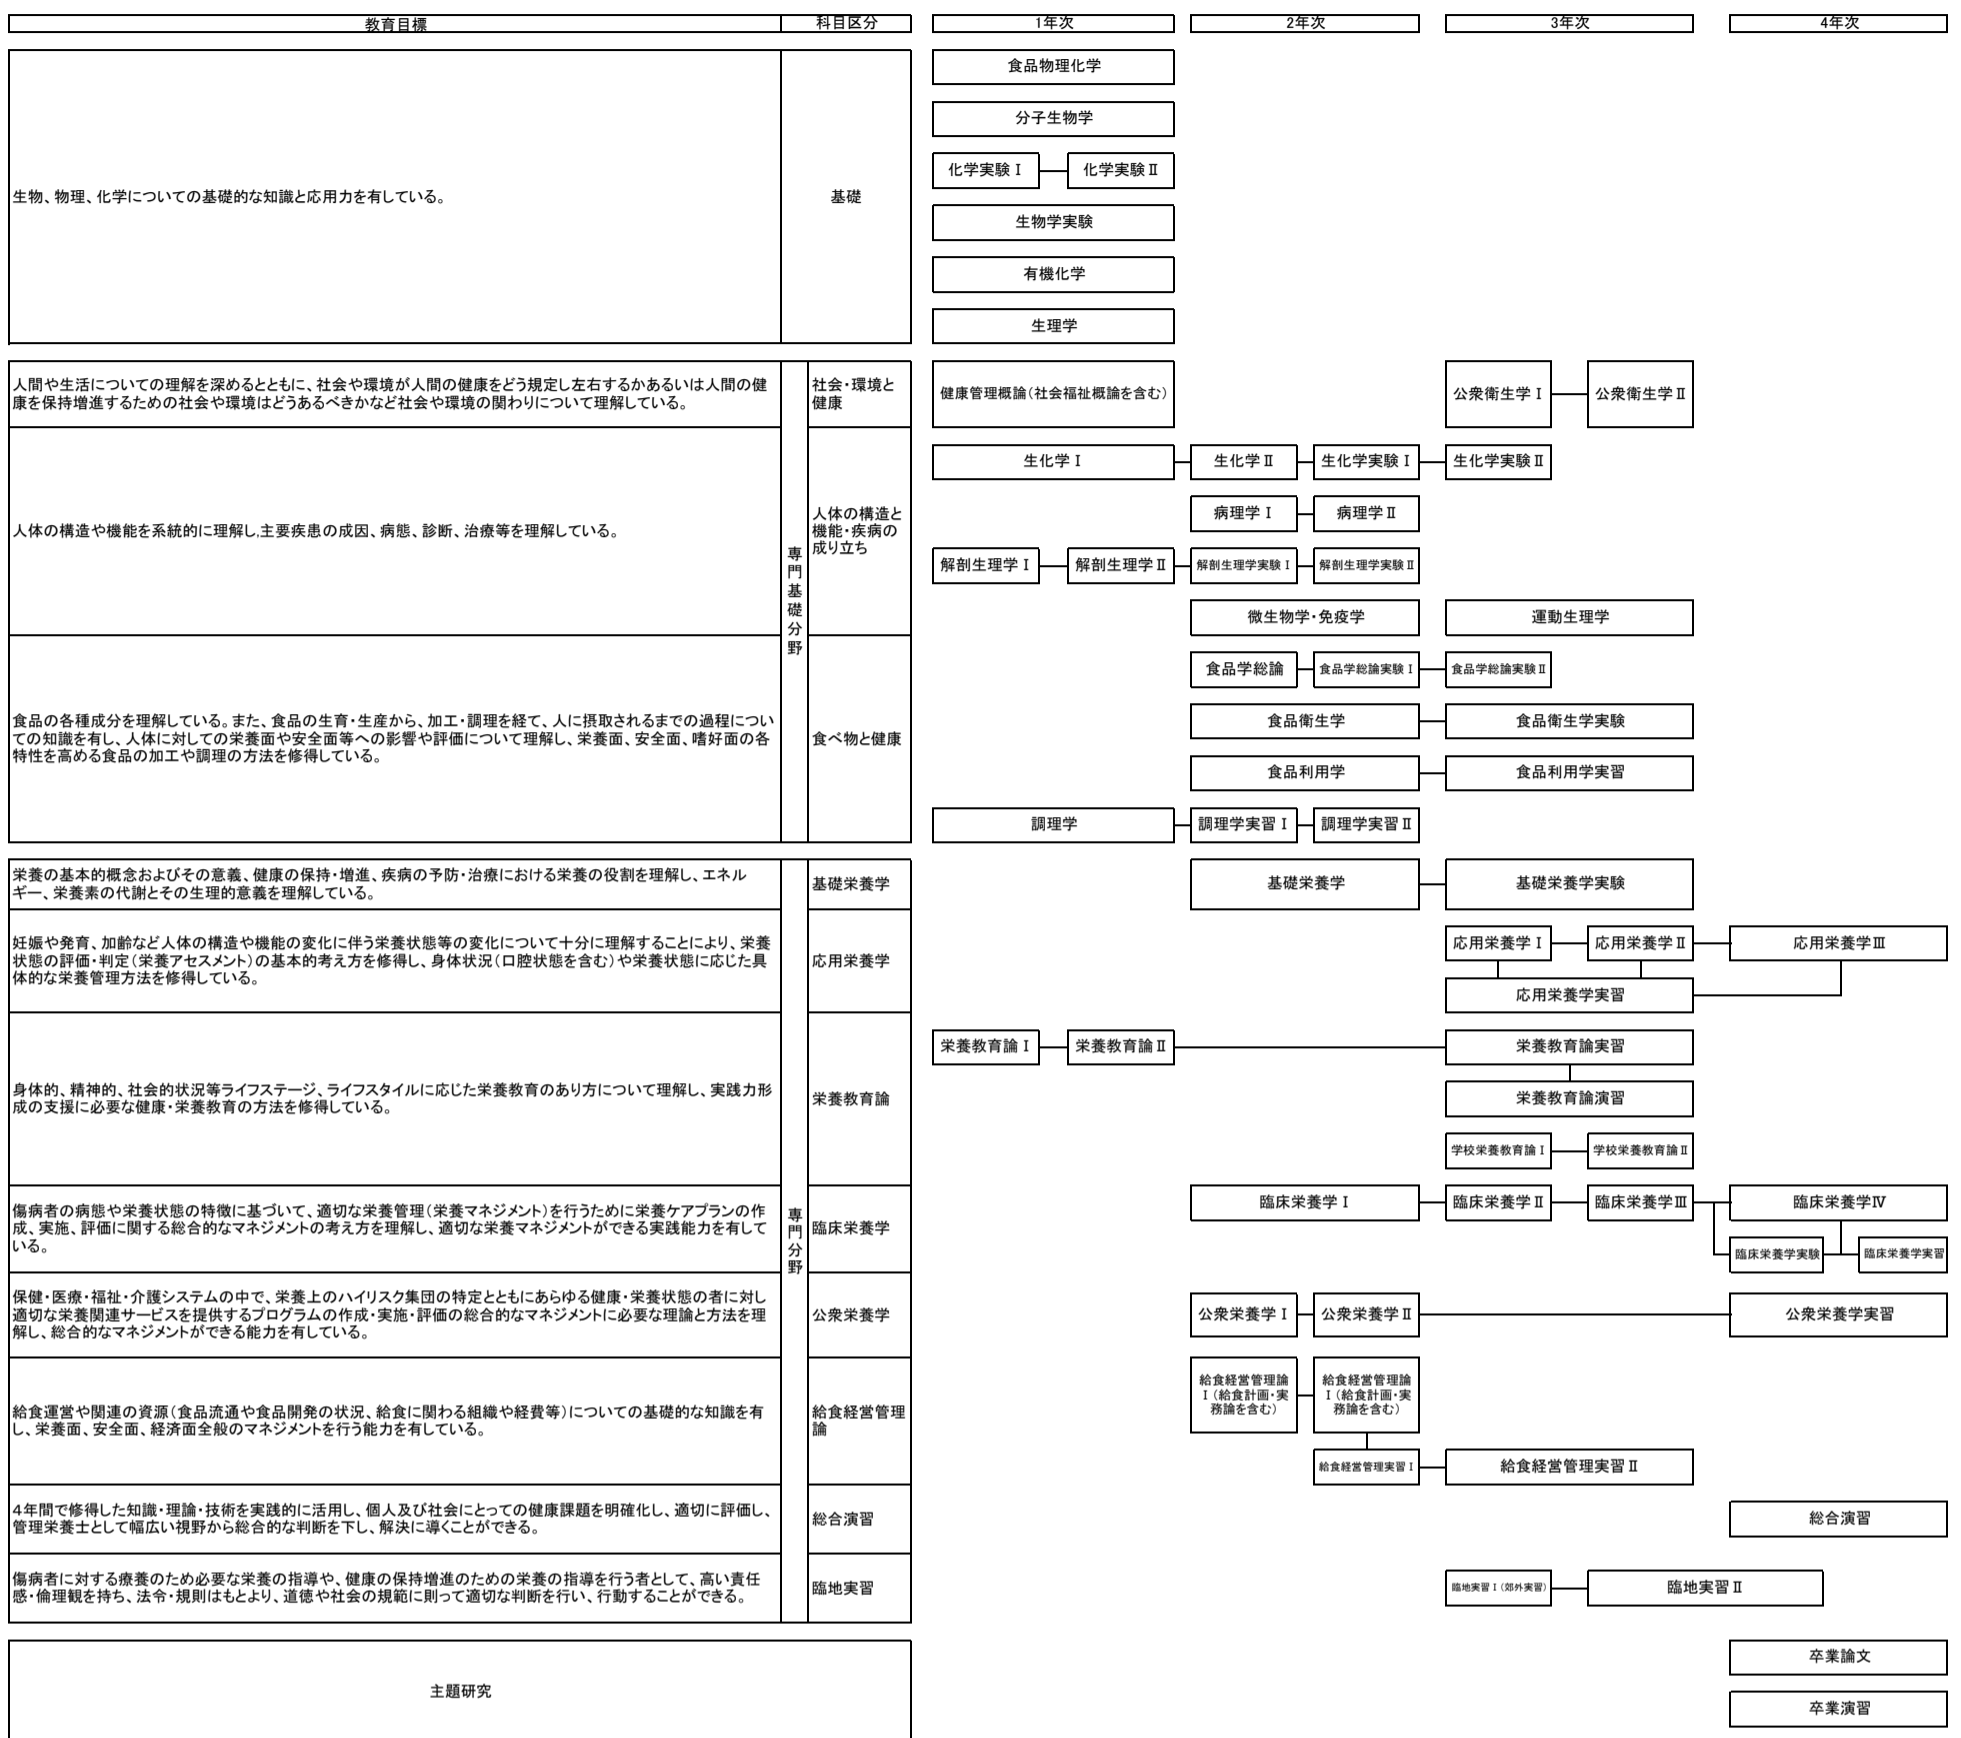 教育目標 科目区分 1年次 2年次 3年次 4年次
生物、物理、化学についての基礎的な知識と応用力を有している。
基礎
食品物理化学
分子生物学
化学実験Ⅰ 化学実験Ⅱ
生物学実験
有機化学
生理学
専門基礎分野
人間や生活についての理解を深めるとともに、社会や環境が人間の健康をどう規定し左右するかあるいは人間の健
康を保持増進するための社会や環境はどうあるべきかなど社会や環境の関わりについて理解している。
社会・環境と
健康
健康管理概論（社会福祉概論を含む） 公衆衛生学Ⅰ 公衆衛生学Ⅱ
人体の構造や機能を系統的に理解し,主要疾患の成因、病態、診断、治療等を理解している。
人体の構造と
機能・疾病の
成り立ち
生化学Ⅰ 生化学Ⅱ 生化学実験Ⅰ 生化学実験Ⅱ
病理学Ⅰ 病理学Ⅱ
解剖生理学Ⅰ 解剖生理学Ⅱ 解剖生理学実験Ⅰ 解剖生理学実験Ⅱ
微生物学・免疫学 運動生理学
食品の各種成分を理解している。また、食品の生育・生産から、加工・調理を経て、人に摂取されるまでの過程につい
ての知識を有し、人体に対しての栄養面や安全面等への影響や評価について理解し、栄養面、安全面、嗜好面の各
特性を高める食品の加工や調理の方法を修得している。
食べ物と健康
食品学総論 食品学総論実験Ⅰ 食品学総論実験Ⅱ
食品衛生学 食品衛生学実験
食品利用学 食品利用学実習
調理学 調理学実習Ⅰ 調理学実習Ⅱ
専門分野
栄養の基本的概念およびその意義、健康の保持・増進、疾病の予防・治療における栄養の役割を理解し、エネル
ギー、栄養素の代謝とその生理的意義を理解している。
基礎栄養学
基礎栄養学 基礎栄養学実験
妊娠や発育、加齢など人体の構造や機能の変化に伴う栄養状態等の変化について十分に理解することにより、栄養
状態の評価・判定（栄養アセスメント）の基本的考え方を修得し、身体状況（口腔状態を含む）や栄養状態に応じた具
体的な栄養管理方法を修得している。
応用栄養学
応用栄養学Ⅰ 応用栄養学Ⅱ 応用栄養学Ⅲ
応用栄養学実習
身体的、精神的、社会的状況等ライフステージ、ライフスタイルに応じた栄養教育のあり方について理解し、実践力形
成の支援に必要な健康・栄養教育の方法を修得している。
栄養教育論
栄養教育論Ⅰ 栄養教育論Ⅱ 栄養教育論実習
栄養教育論演習
学校栄養教育論Ⅰ 学校栄養教育論Ⅱ
傷病者の病態や栄養状態の特徴に基づいて、適切な栄養管理（栄養マネジメント）を行うために栄養ケアプランの作
成、実施、評価に関する総合的なマネジメントの考え方を理解し、適切な栄養マネジメントができる実践能力を有して
いる。
臨床栄養学
臨床栄養学Ⅰ 臨床栄養学Ⅱ 臨床栄養学Ⅲ 臨床栄養学Ⅳ
臨床栄養学実験 臨床栄養学実習
保健・医療・福祉・介護システムの中で、栄養上のハイリスク集団の特定とともにあらゆる健康・栄養状態の者に対し
適切な栄養関連サービスを提供するプログラムの作成・実施・評価の総合的なマネジメントに必要な理論と方法を理
解し、総合的なマネジメントができる能力を有している。
公衆栄養学
公衆栄養学Ⅰ 公衆栄養学Ⅱ 公衆栄養学実習
給食運営や関連の資源（食品流通や食品開発の状況、給食に関わる組織や経費等）についての基礎的な知識を有
し、栄養面、安全面、経済面全般のマネジメントを行う能力を有している。
給食経営管理
論
給食経営管理論 給食経営管理論
Ⅰ（給食計画・実 Ⅰ（給食計画・実
務論を含む） 務論を含む）
給食経営管理実習Ⅰ 給食経営管理実習Ⅱ
4年間で修得した知識・理論・技術を実践的に活用し、個人及び社会にとっての健康課題を明確化し、適切に評価し、
管理栄養士として幅広い視野から総合的な判断を下し、解決に導くことができる。
総合演習
総合演習
傷病者に対する療養のため必要な栄養の指導や、健康の保持増進のための栄養の指導を行う者として、高い責任
感・倫理観を持ち、法令・規則はもとより、道徳や社会の規範に則って適切な判断を行い、行動することができる。
臨地実習
臨地実習Ⅰ（郊外実習） 臨地実習Ⅱ
主題研究
卒業論文
卒業演習